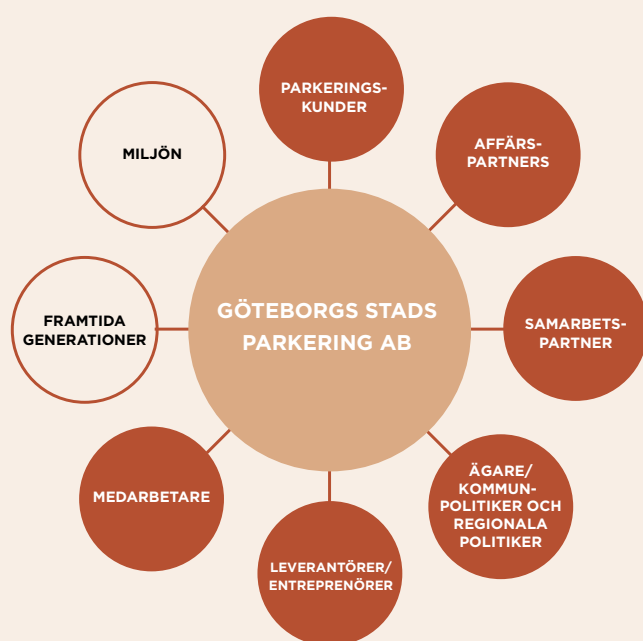 PARKERINGS-
KUNDER
MILJÖN
AFFÄRS-
PARTNERS
GÖTEBORGS STADS
PARKERING AB
FRAMTIDA
GENERATIONER
SAMARBETS-
PARTNER
MEDARBETARE
ÄGARE/
KOMMUN-
POLITIKER OCH
REGIONALA
POLITIKER
LEVERANTÖRER/
ENTREPRENÖRER